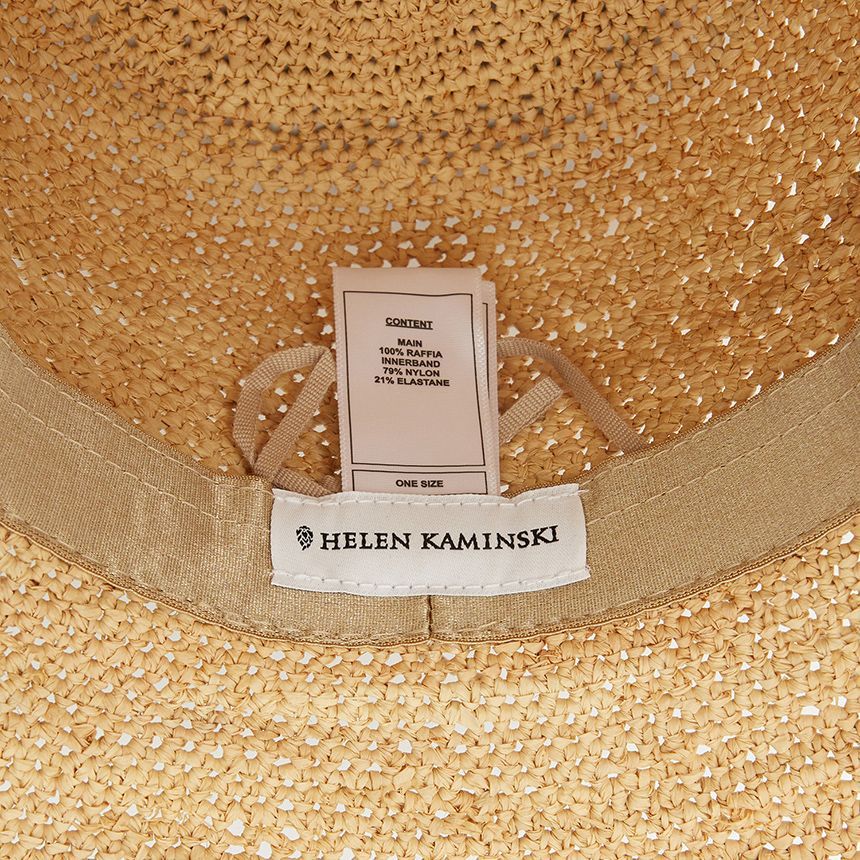 CONTENT
MAIN
100% RAFFIA
INNERBAND
79% NYLON
21% ELASTANE
ONE SIZE
HELEN KAMINSKI